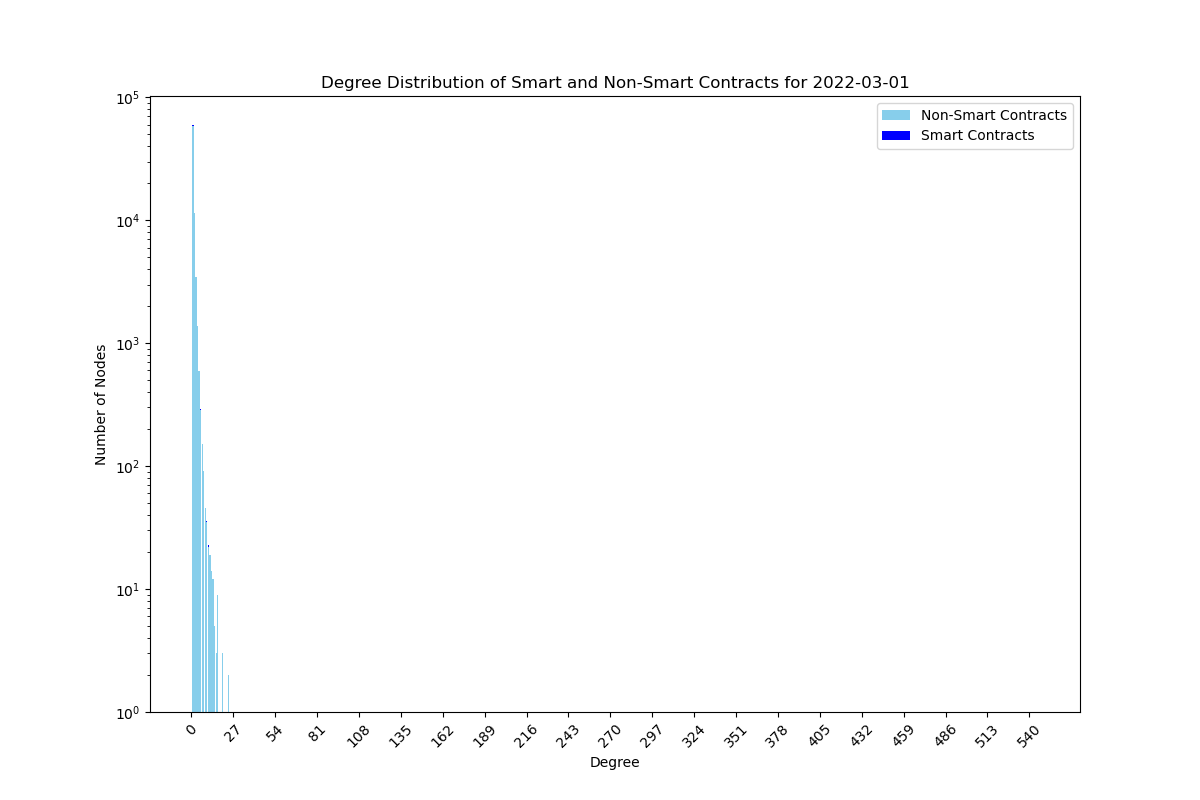 Degree Distribution of Smart and Non-Smart Contracts for 2022-03-01
Non-Smart Contracts
Smart Contracts
Number of Nodes
10^5
10^4
10^3
10^2
10^1
10^0
0 27 54 81 108 135 162 189 216 243 270 297 324 351 378 405 432 459 486 513 540
Degree